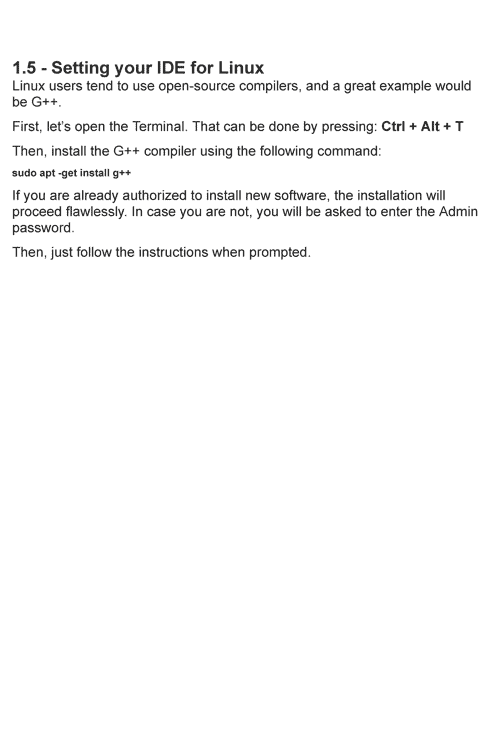 1.5 - Setting your IDE for Linux
Linux users tend to use open-source compilers, and a great example would
be G++.
First, let's open the Terminal. That can be done by pressing: Ctrl + Alt + T
Then, install the G++ compiler using the following command:
sudo apt -get install g++
If you are already authorized to install new software, the installation will
proceed flawlessly. In case you are not, you will be asked to enter the Admin
password.
Then, just follow the instructions when prompted.